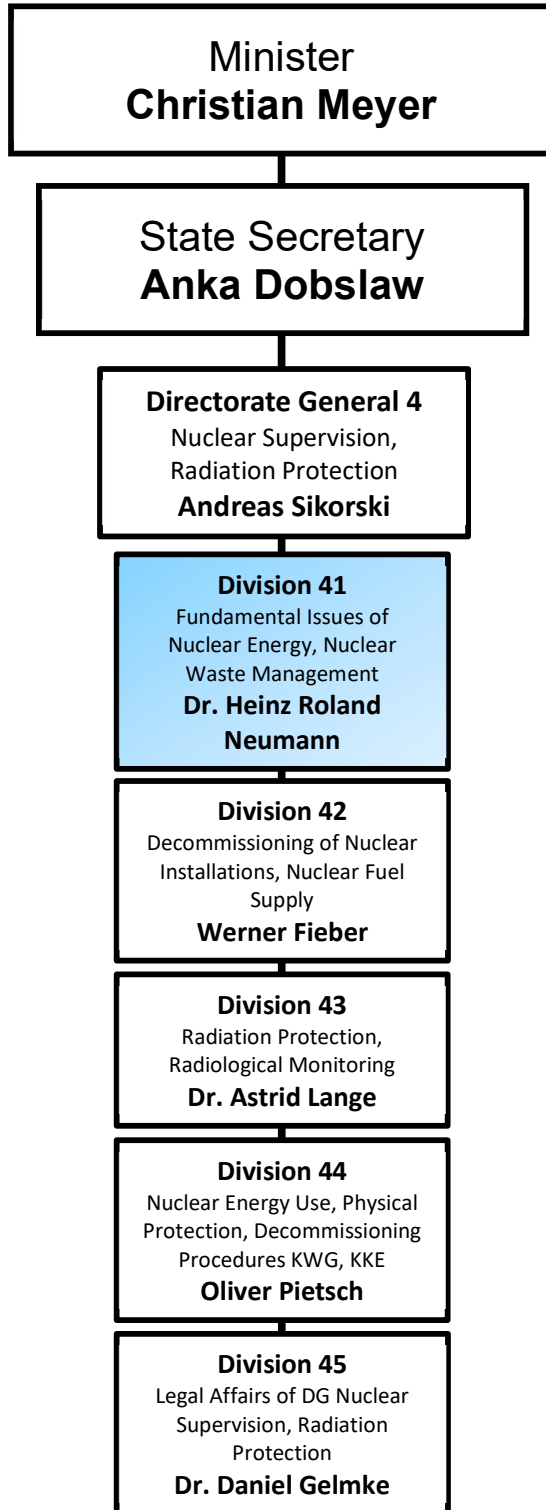 Minister
Christian Meyer
State Secretary
Anka Dobslaw
Directorate General 4
Nuclear Supervision,
Radiation Protection
Andreas Sikorski
Division 41
Fundamental Issues of
Nuclear Energy, Nuclear
Waste Management
Dr. Heinz Roland
Neumann
Division 42
Decommissioning of Nuclear
Installations, Nuclear Fuel
Supply
Werner Fieber
Division 43
Radiation Protection,
Radiological Monitoring
Dr. Astrid Lange
Division 44
Nuclear Energy Use, Physical
Protection, Decommissioning
Procedures KWG, KKE
Oliver Pietsch
Division 45
Legal Affairs of DG Nuclear
Supervision, Radiation
Protection
Dr. Daniel Gelmke